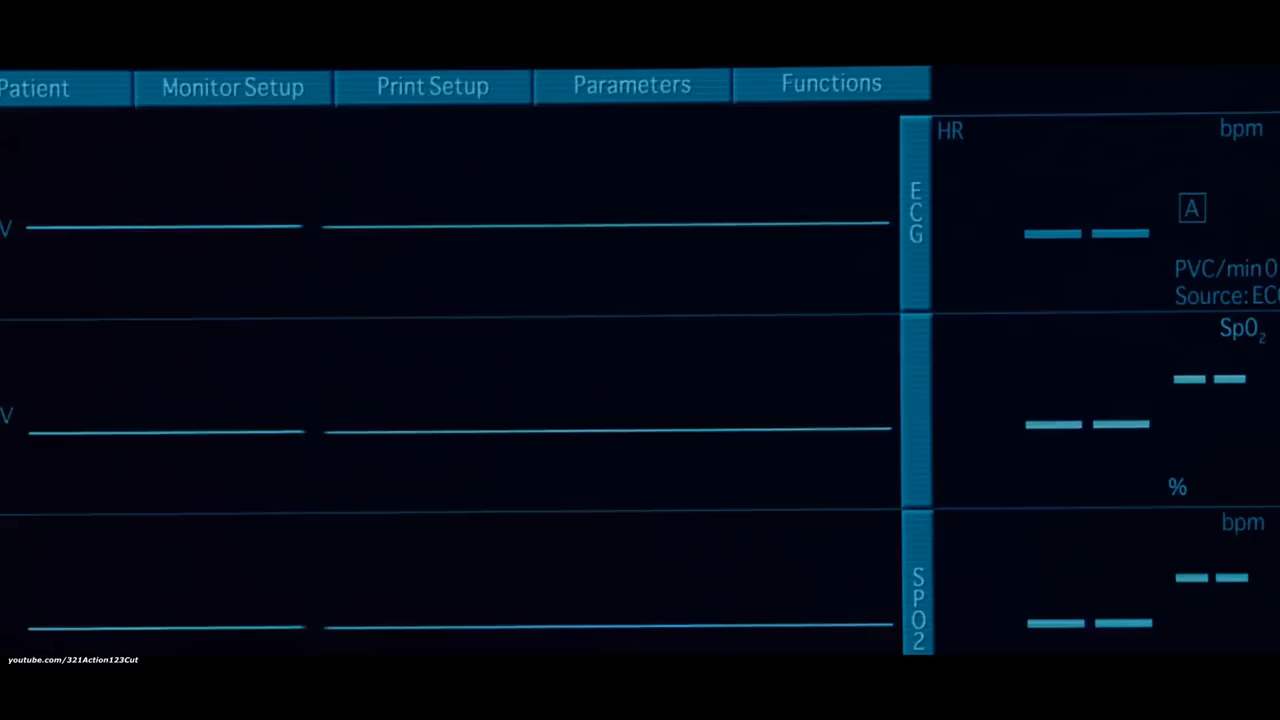 Patient Monitor Setup Print Setup Parameters Functions
HR bpm
ECG
A
V
PVC/min 0
Source: EC
SpO₂
V
%
bpm
SPO2
youtube.com/321Action123Cut